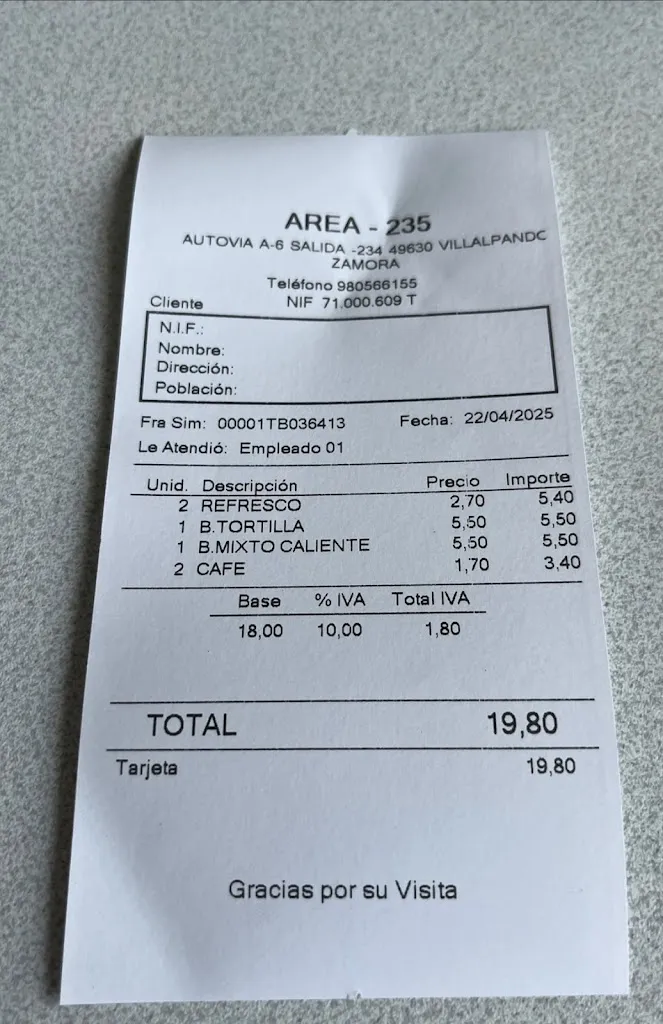 AREA - 235
AUTOVIA A-6 SALIDA -234 49630 VILLALPANDO
ZAMORA
Teléfono 980566155
Cliente NIF 71.000.609 T
N.I.F.:
Nombre:
Dirección:
Población:
Fra Sim: 00001TB036413 Fecha: 22/04/2025
Le Atendió: Empleado 01
Unid. Descripción Precio Importe
2 REFRESCO 2,70 5,40
1 B.TORTILLA 5,50 5,50
1 B.MIXTO CALIENTE 5,50 5,50
2 CAFE 1,70 3,40
Base % IVA Total IVA
18,00 10,00 1,80
TOTAL 19,80
Tarjeta 19,80
Gracias por su Visita